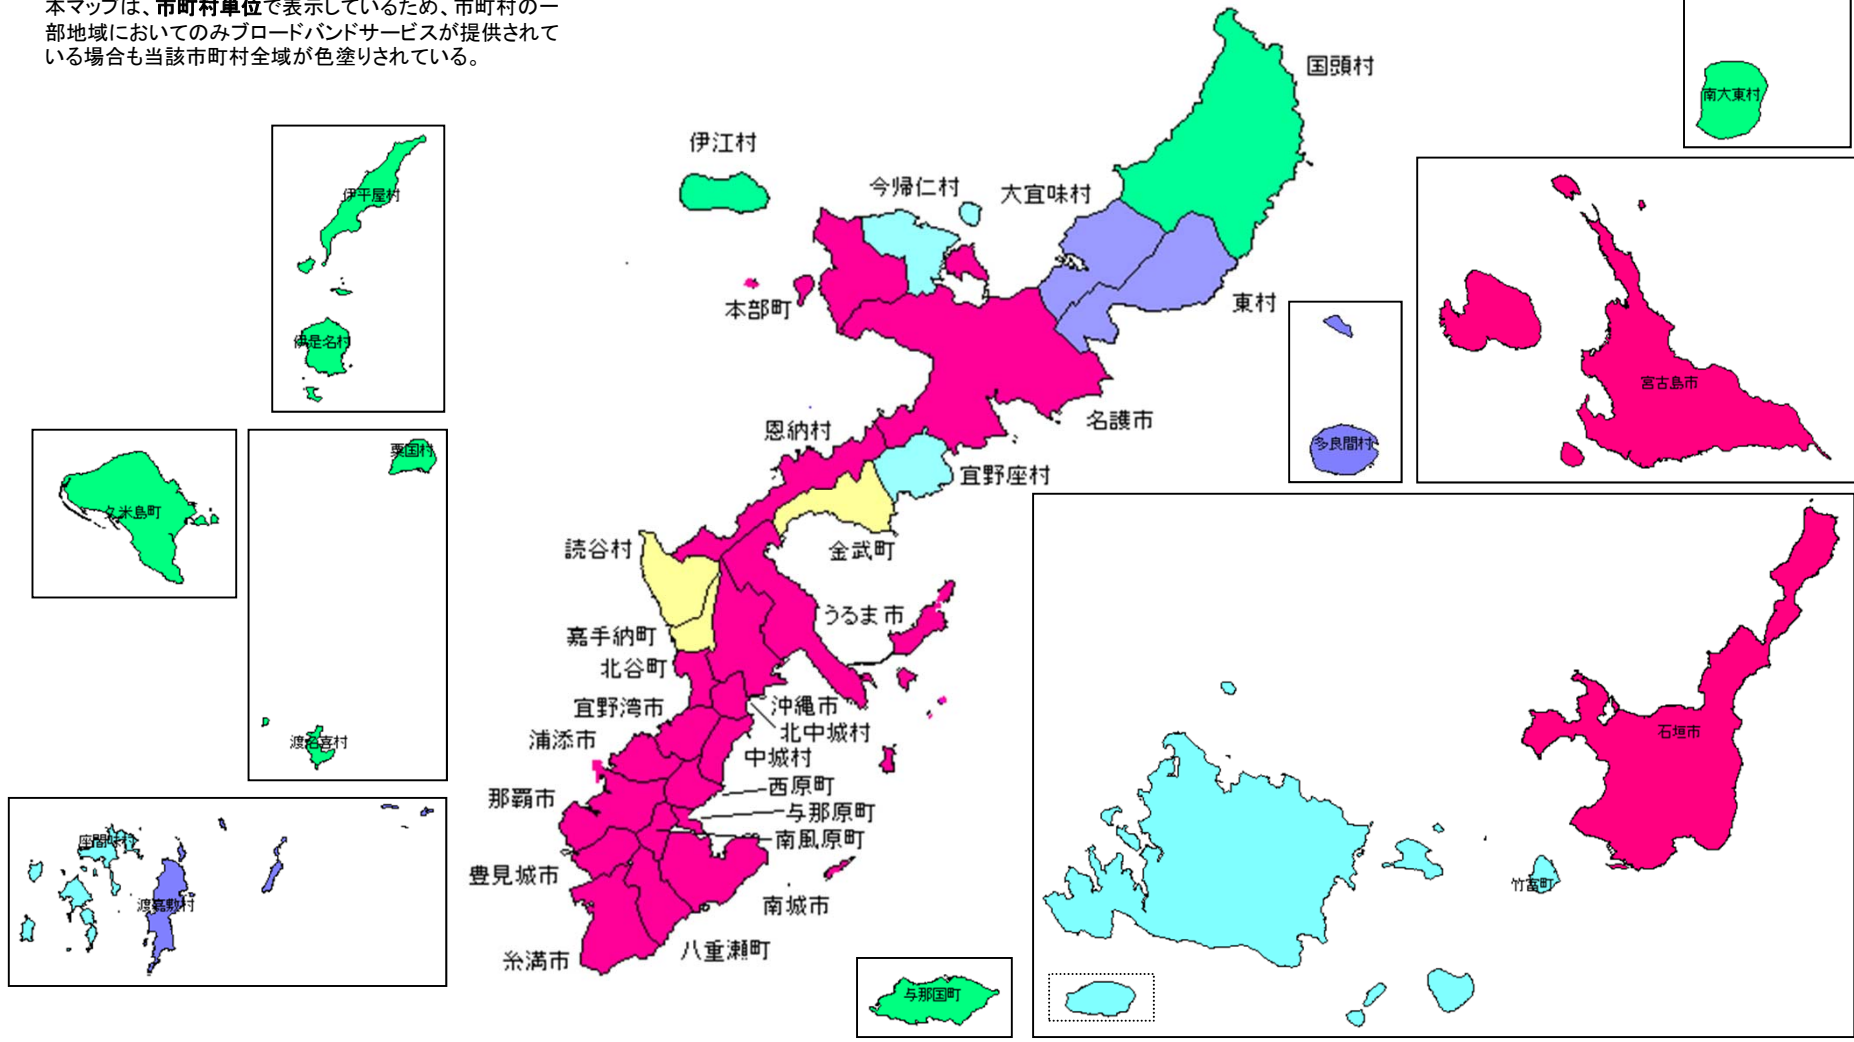 本マップは、市町村単位で表示しているため、市町村の一
部地域においてのみブロードバンドサービスが提供されて
いる場合も当該市町村全域が色塗りされている。
国頭村
南大東村
伊江村
今帰仁村
大宜味村
伊平屋村
本部町
東村
伊是名村
宮古島市
名護市
恩納村
多良間村
粟国村
宜野座村
久米島町
読谷村
金武町
うるま市
嘉手納町
北谷町
宜野湾市
沖縄市
北中城村
浦添市
中城村
石垣市
渡名喜村
西原町
那覇市
与那原町
南風原町
座間味村
豊見城市
竹富町
渡嘉敷村
南城市
八重瀬町
糸満市
与那国町